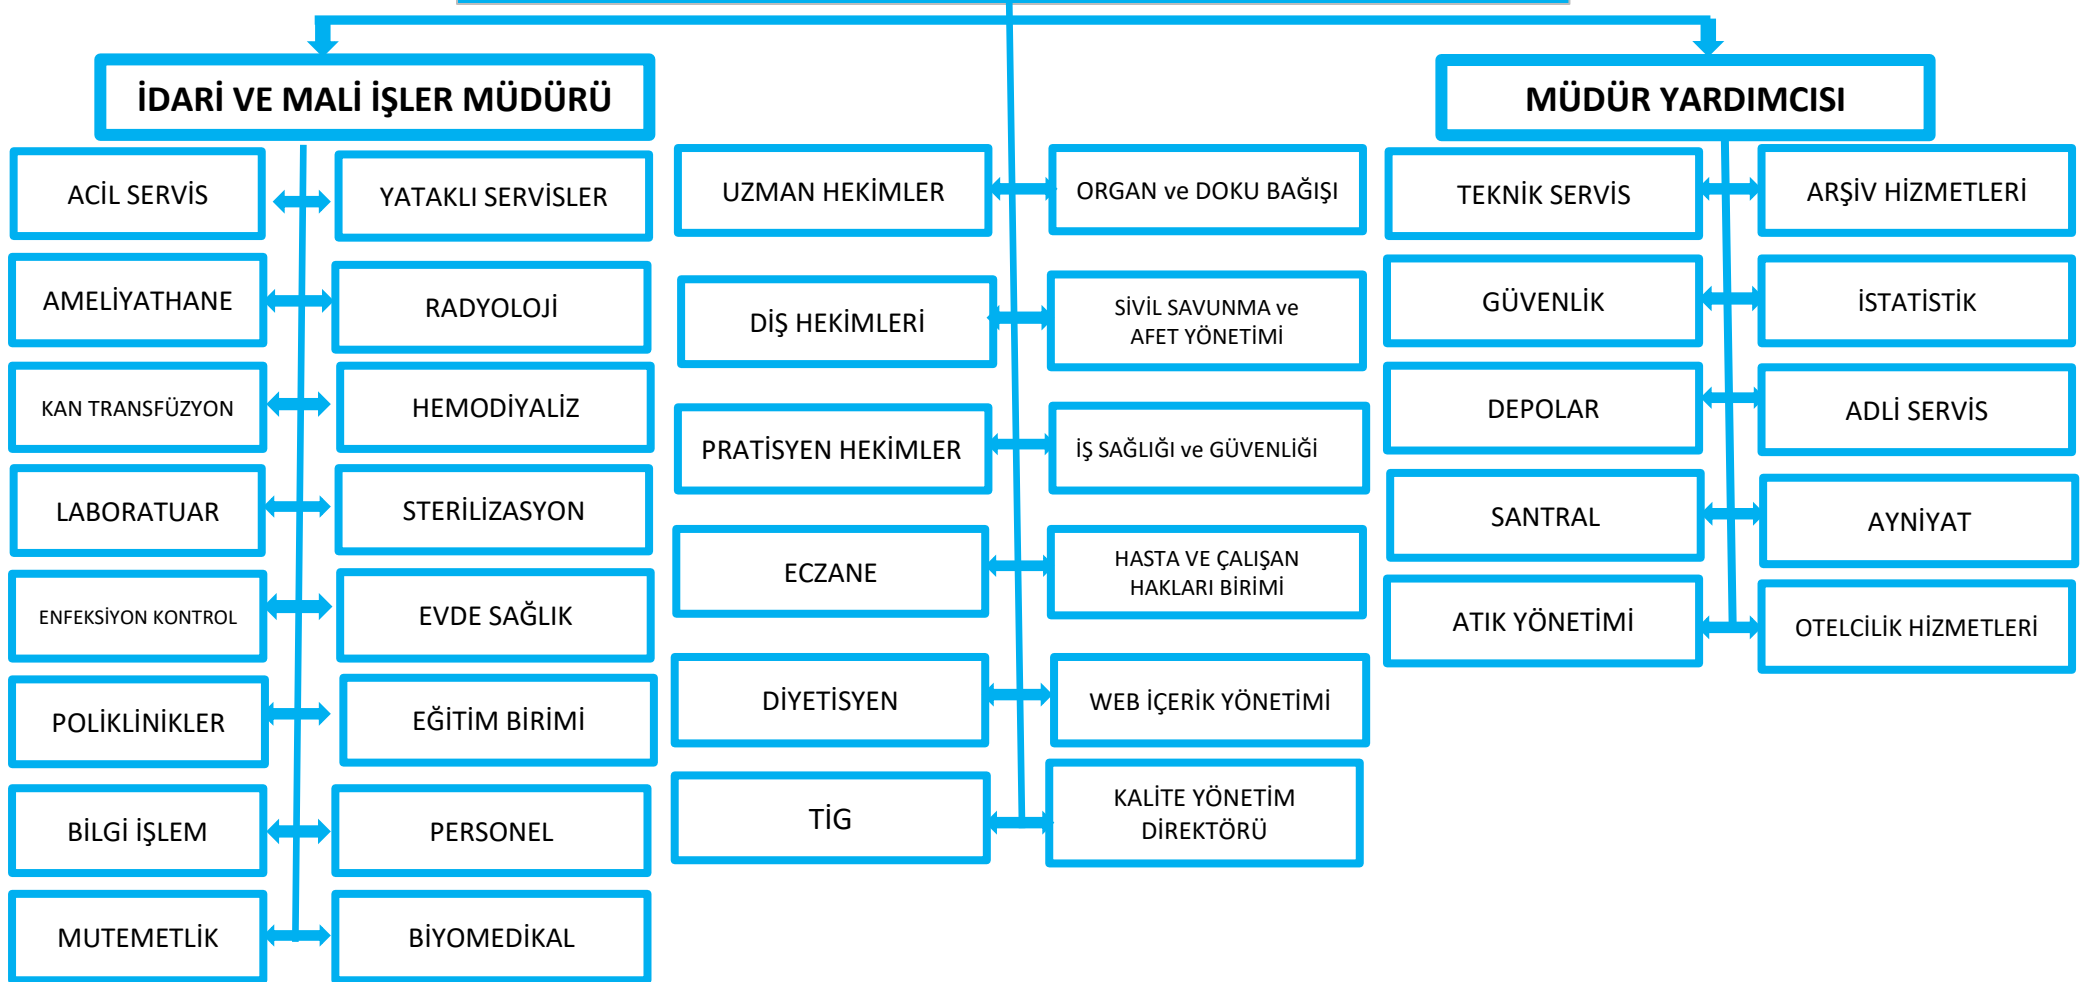 İDARİ VE MALİ İŞLER MÜDÜRÜ
MÜDÜR YARDIMCISI
ACİL SERVİS
YATAKLI SERVİSLER
AMELİYATHANE
RADYOLOJİ
KAN TRANSFÜZYON
HEMODİYALİZ
LABORATUAR
STERİLİZASYON
ENFEKSİYON KONTROL
EVDE SAĞLIK
POLİKLİNİKLER
EĞİTİM BİRİMİ
BİLGİ İŞLEM
PERSONEL
MUTEMETLİK
BİYOMEDİKAL
UZMAN HEKİMLER
ORGAN ve DOKU BAĞIŞI
DİŞ HEKİMLERİ
SİVİL SAVUNMA ve
AFET YÖNETİMİ
PRATİSYEN HEKİMLER
İŞ SAĞLIĞI ve GÜVENLİĞİ
ECZANE
HASTA VE ÇALIŞAN
HAKLARI BİRİMİ
DİYETİSYEN
WEB İÇERİK YÖNETİMİ
TİG
KALİTE YÖNETİM
DİREKTÖRÜ
TEKNİK SERVİS
ARŞİV HİZMETLERİ
GÜVENLİK
İSTATİSTİK
DEPOLAR
ADLİ SERVİS
SANTRAL
AYNİYAT
ATIK YÖNETİMİ
OTELCİLİK HİZMETLERİ